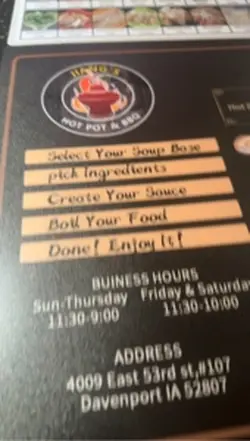 JIANG'S
HOT POT & BBQ
Select Your Soup Base
pick Ingredients
Create Your Sauce
Boil Your Food
Done! Enjoy It!
BUINESS HOURS
Sun-Thursday Friday & Saturday
11:30-9:00 11:30-10:00
ADDRESS
4009 East 53rd st,#107
Davenport IA 52807